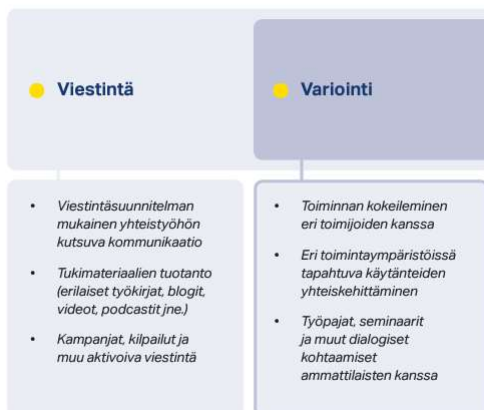 Viestintä
• Viestintäsuunnitelman
mukainen yhteistyöhön
kutsuva kommunikaatio
• Tukimateriaalien tuotanto
(erilaiset työkirjat, blogit,
videot, podcastit jne.)
• Kampanjat, kilpailut ja
muu aktivoiva viestintä
Variointi
• Toiminnan kokeileminen
eri toimijoiden kanssa
• Eri toimintaympäristöissä
tapahtuva käytänteiden
yhteiskehittäminen
• Työpajat, seminaarit
ja muut dialogiset
kohtaamiset
ammattilaisten kanssa